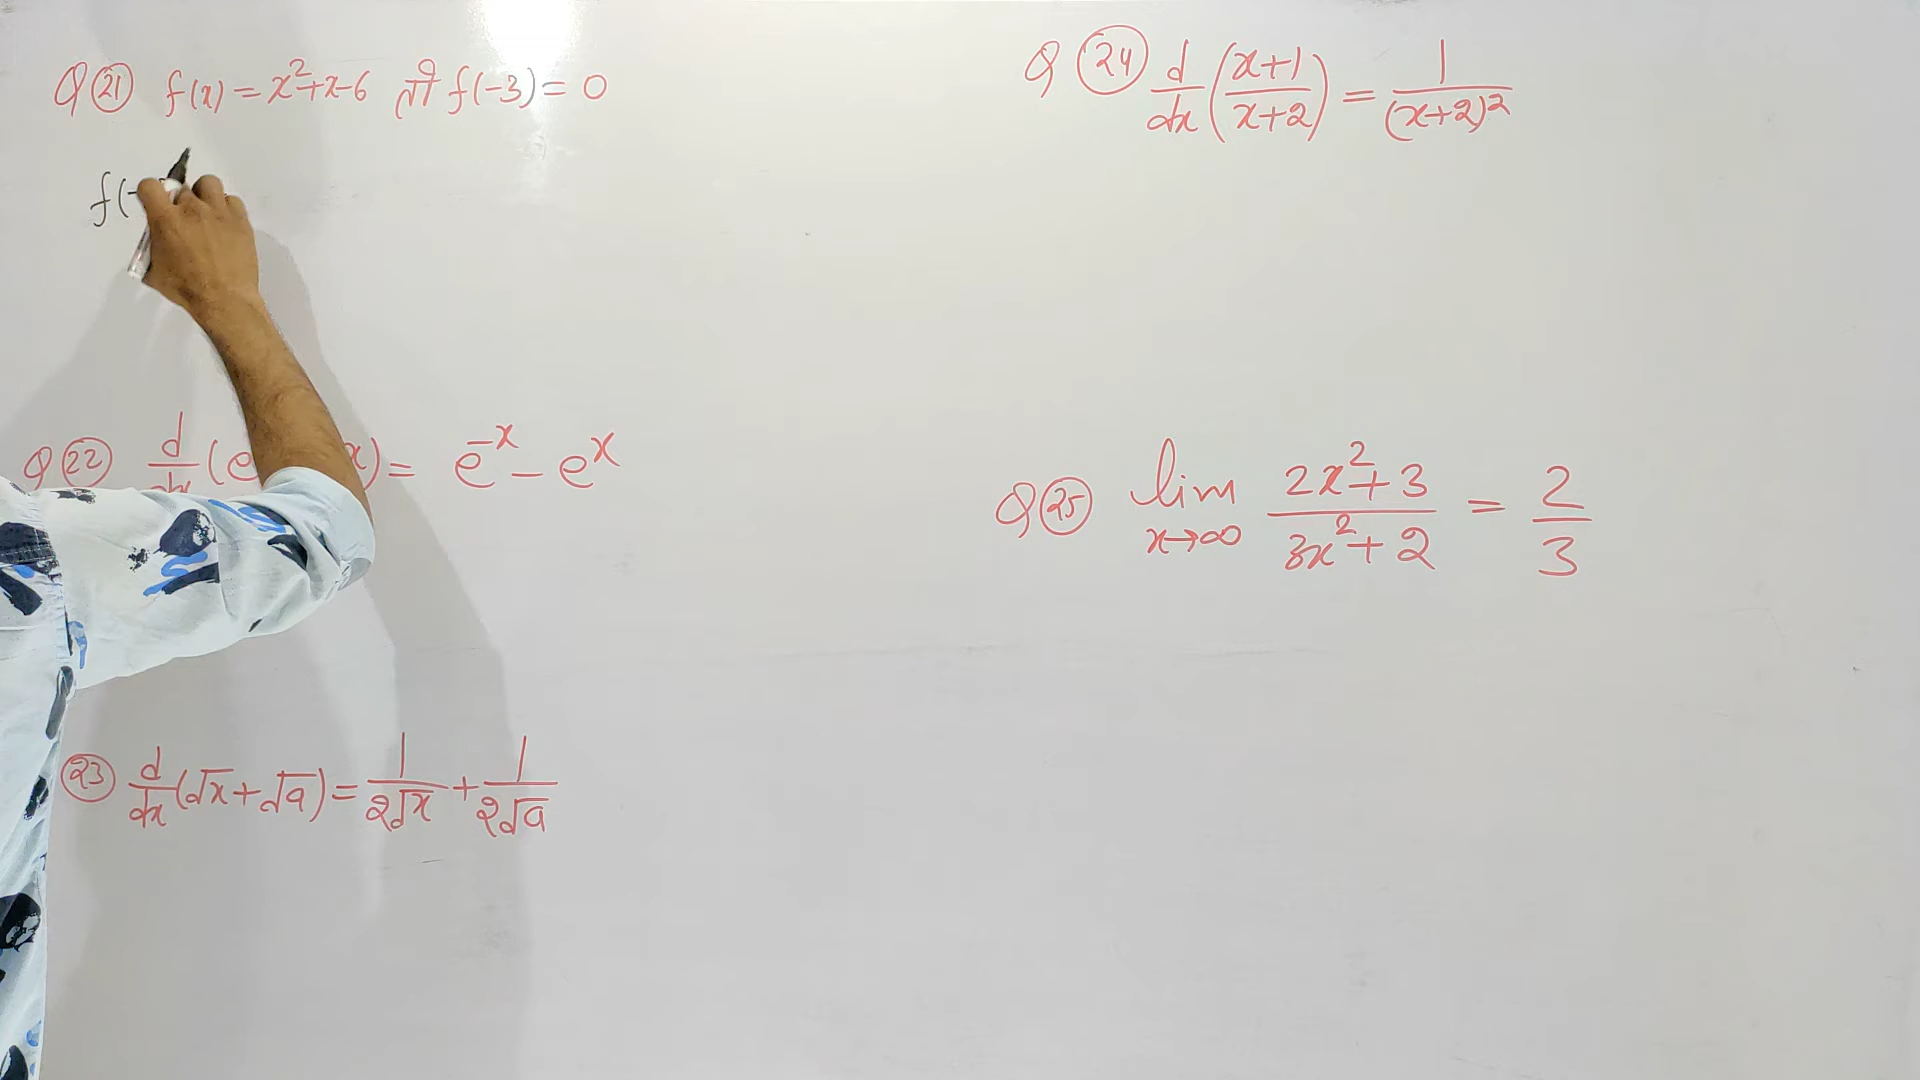 Q (21) f(x) = x²+x-6 तो f(-3) = 0
f(-
Q (22) d/dx (e x) = e^-x - e^x
(23) d/dx (√x + √a) = 1/2√x + 1/2√a
Q (24) d/dx (x+1/x+2) = 1/(x+2)²
Q (25) lim x→∞ 2x²+3/3x²+2 = 2/3